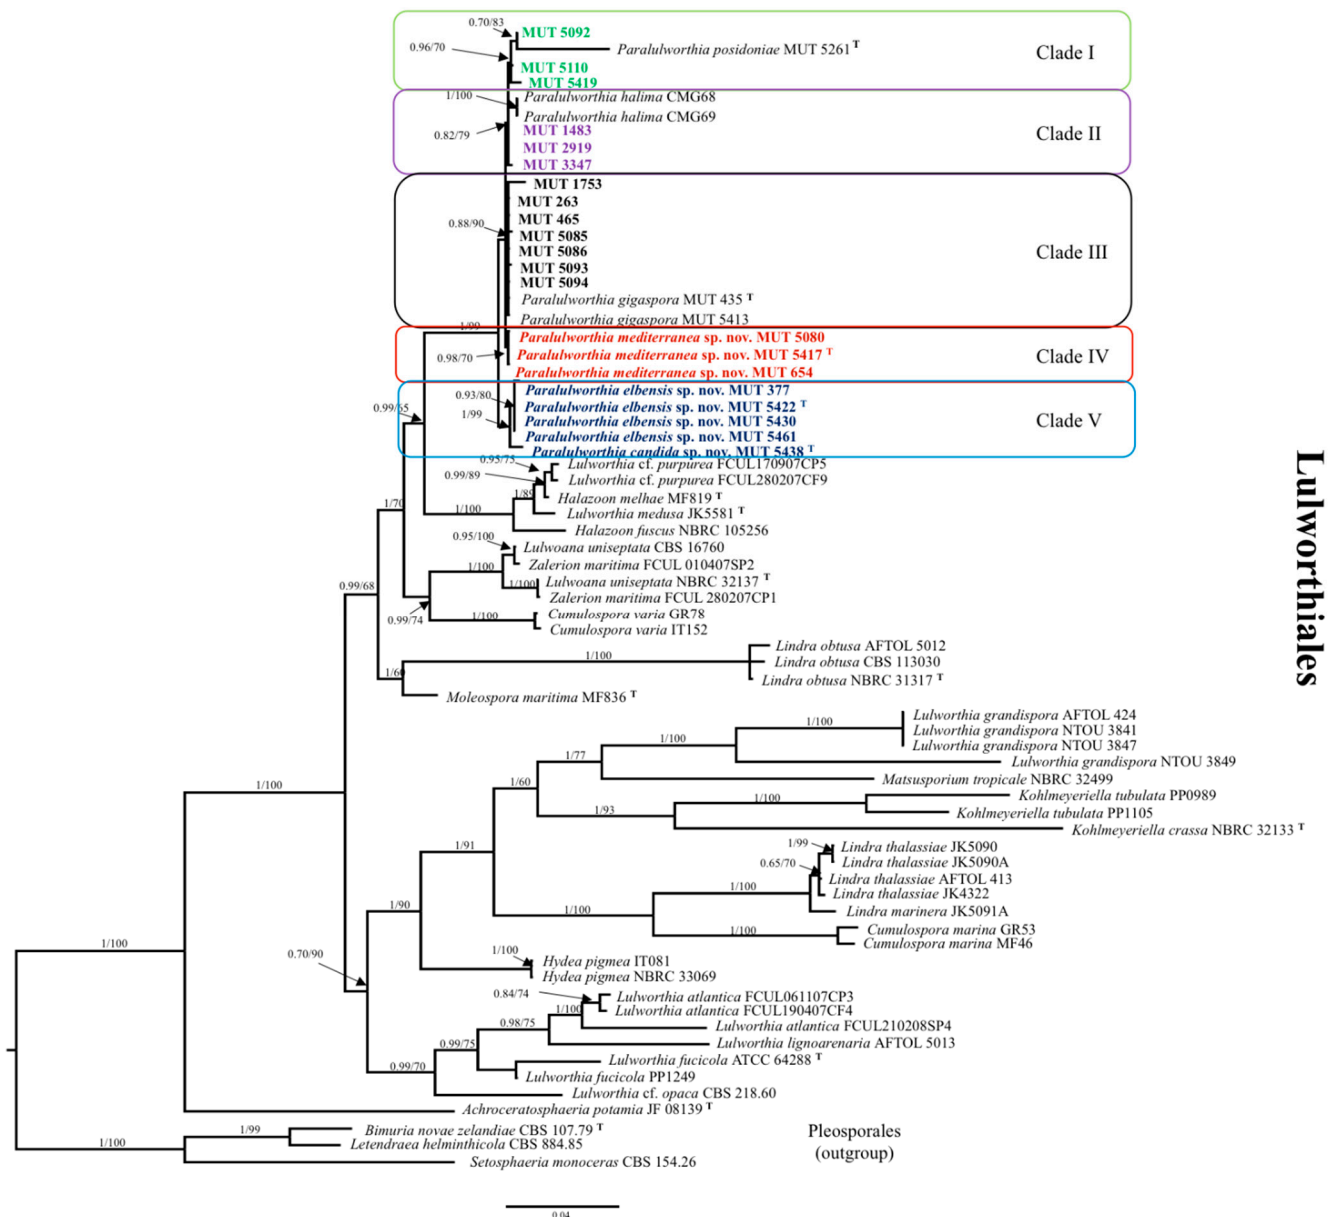 0.70/83
MUT 5092
0.96/70
Paralulworthia posidoniae MUT 5261 T
Clade I
MUT 5110
MUT 5419
1/100
Paralulworthia halima CMG68
Paralulworthia halima CMG69
0.82/79
MUT 1483
Clade II
MUT 2919
MUT 3347
MUT 1753
MUT 263
MUT 465
0.88/90
MUT 5085
MUT 5086
Clade III
MUT 5093
MUT 5094
Paralulworthia gigaspora MUT 435 T
Paralulworthia gigaspora MUT 5413
1/90
Paralulworthia mediterranea sp. nov. MUT 5080
0.98/70
Paralulworthia mediterranea sp. nov. MUT 5417 T
Clade IV
Paralulworthia mediterranea sp. nov. MUT 654
0.93/80
Paralulworthia elbensis sp. nov. MUT 377
0.99/55
1/99
Paralulworthia elbensis sp. nov. MUT 5422 T
Paralulworthia elbensis sp. nov. MUT 5430
Clade V
Paralulworthia elbensis sp. nov. MUT 5461
Paralulworthia candida sp. nov. MUT 5438 T
0.95/75
Lulworthia cf. purpurea FCUL170907CP5
0.99/89
Lulworthia cf. purpurea FCUL280207CF9
1/89
Halazoon melhae MF819 T
1/70
1/100
Lulworthia medusa JK5581 T
Halazoon fuscus NBRC 105256
0.95/100
Lulwoana uniseptata CBS 16760
1/100
Zalerion maritima FCUL 010407SP2
1/100
Lulwoana uniseptata NBRC 32137 T
0.99/68
Zalerion maritima FCUL 280207CP1
0.99/74
1/100
Cumulospora varia GR78
Cumulospora varia IT152
Lindra obtusa AFTOL 5012
1/100
Lindra obtusa CBS 113030
1/60
Lindra obtusa NBRC 31317 T
Moleospora maritima MF836 T
Lulworthiales
Lulworthia grandispora AFTOL 424
1/100
Lulworthia grandispora NTOU 3841
1/100
Lulworthia grandispora NTOU 3847
1/77
Lulworthia grandispora NTOU 3849
1/60
Matsusporium tropicale NBRC 32499
1/100
1/100
Kohlmeyeriella tubulata PP0989
1/93
Kohlmeyeriella tubulata PP1105
Kohlmeyeriella crassa NBRC 32133 T
1/91
1/99
Lindra thalassiae JK5090
0.65/70
Lindra thalassiae JK5090A
Lindra thalassiae AFTOL 413
1/100
Lindra thalassiae JK4322
1/90
1/100
Lindra marinera JK5091A
1/100
Cumulospora marina GR53
Cumulospora marina MF46
1/100
0.70/90
1/100
Hydea pigmea IT081
Hydea pigmea NBRC 33069
0.84/74
Lulworthia atlantica FCUL061107CP3
1/100
Lulworthia atlantica FCUL190407CF4
0.98/75
Lulworthia atlantica FCUL210208SP4
0.99/75
Lulworthia lignoarenaria AFTOL 5013
0.99/70
Lulworthia fucicola ATCC 64288 T
Lulworthia fucicola PP1249
Lulworthia cf. opaca CBS 218.60
Achroceratosphaeria potamia JF 08139 T
1/99
Bimuria novae zelandiae CBS 107.79 T
1/100
Letendraea helminthicola CBS 884.85
Setosphaeria monoceras CBS 154.26
Pleosporales
(outgroup)
0.04